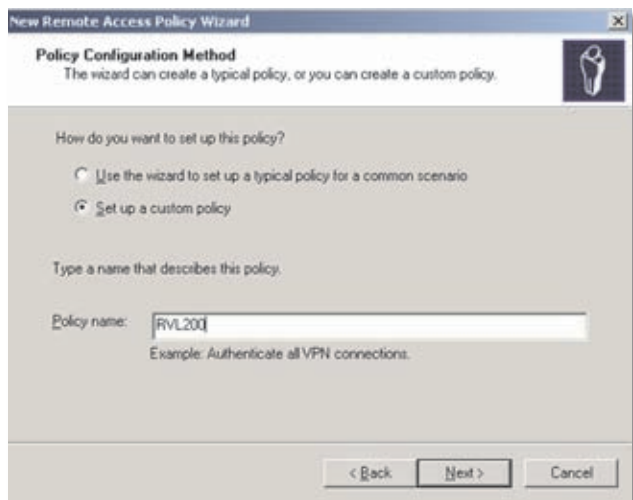 New Remote Access Policy Wizard
Policy Configuration Method
The wizard can create a typical policy, or you can create a custom policy.
How do you want to set up this policy?
Use the wizard to set up a typical policy for a common scenario
Set up a custom policy
Type a name that describes this policy.
Policy name: RVL200
Example: Authenticate all VPN connections.
< Back Next > Cancel